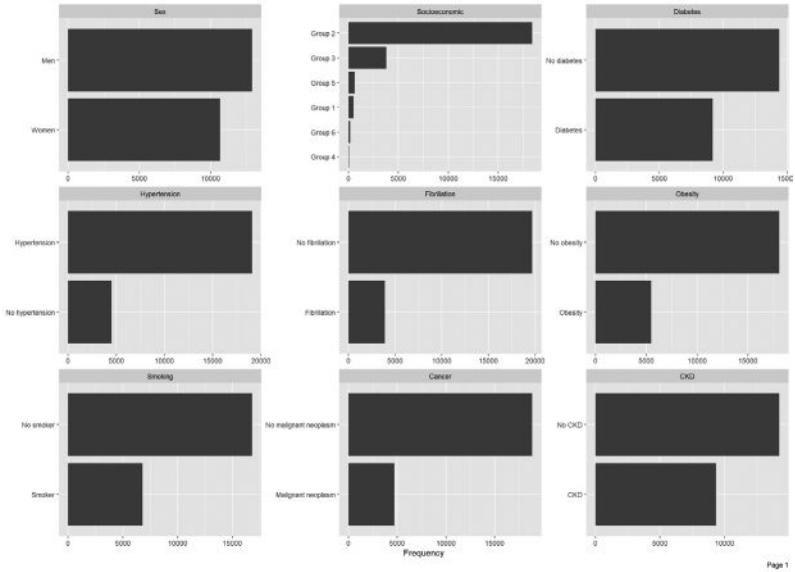 Sex
Men
Women
0 5000 10000
Socioeconomic
Group 2
Group 3
Group 5
Group 1
Group 6
Group 4
0 5000 10000 15000
Diabetes
No diabetes
Diabetes
0 5000 10000 15000
Hypertension
Hypertension
No hypertension
0 5000 10000 15000 20000
Fibrillation
No fibrillation
Fibrillation
0 5000 10000 15000 20000
Obesity
No obesity
Obesity
0 5000 10000 15000
Smoking
No smoker
Smoker
0 5000 10000 15000
Cancer
No malignant neoplasm
Malignant neoplasm
0 5000 10000 15000
CKD
No CKD
CKD
0 5000 10000
Frequency
Page 1